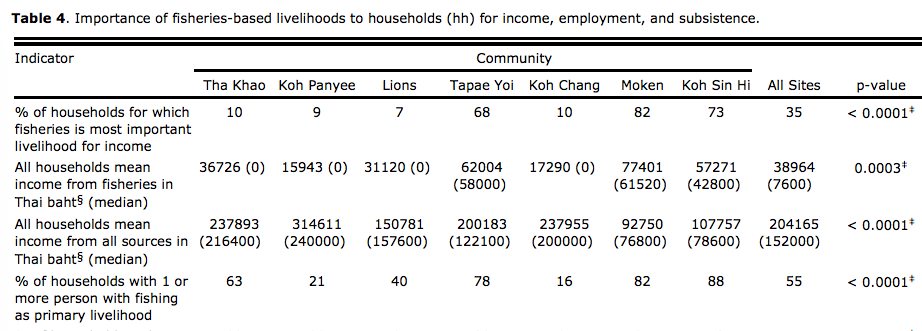 Table 4. Importance of fisheries-based livelihoods to households (hh) for income, employment, and subsistence.
Indicator Community
Tha Khao Koh Panyee Lions Tapae Yoi Koh Chang Moken Koh Sin Hi All Sites p-value
% of households for which 10 9 7 68 10 82 73 35 < 0.0001‡
fisheries is most important
livelihood for income
All households mean 36726 (0) 15943 (0) 31120 (0) 62004 17290 (0) 77401 57271 38964 0.0003‡
income from fisheries in (58000) (61520) (42800) (7600)
Thai baht§ (median)
All households mean 237893 314611 150781 200183 237955 92750 107757 204165 < 0.0001‡
income from all sources in (216400) (240000) (157600) (122100) (200000) (76800) (78600) (152000)
Thai baht§ (median)
% of households with 1 or 63 21 40 78 16 82 88 55 < 0.0001‡
more person with fishing
as primary livelihood